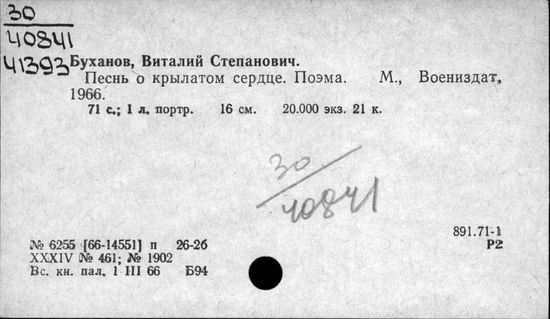 30
40841
41393
Буханов, Виталий Степанович.
Песнь о крылатом сердце. Поэма. М., Воениздат,
1966.
71 с.; 1 л. портр. 16 см. 20.000 экз. 21 к.
30
40841
891.71-1
Р2
№ 6255 [66-14551] п 26-2б
XXXIV № 461; № 1902
Вс. кн. пал. 1 III 66 Б94